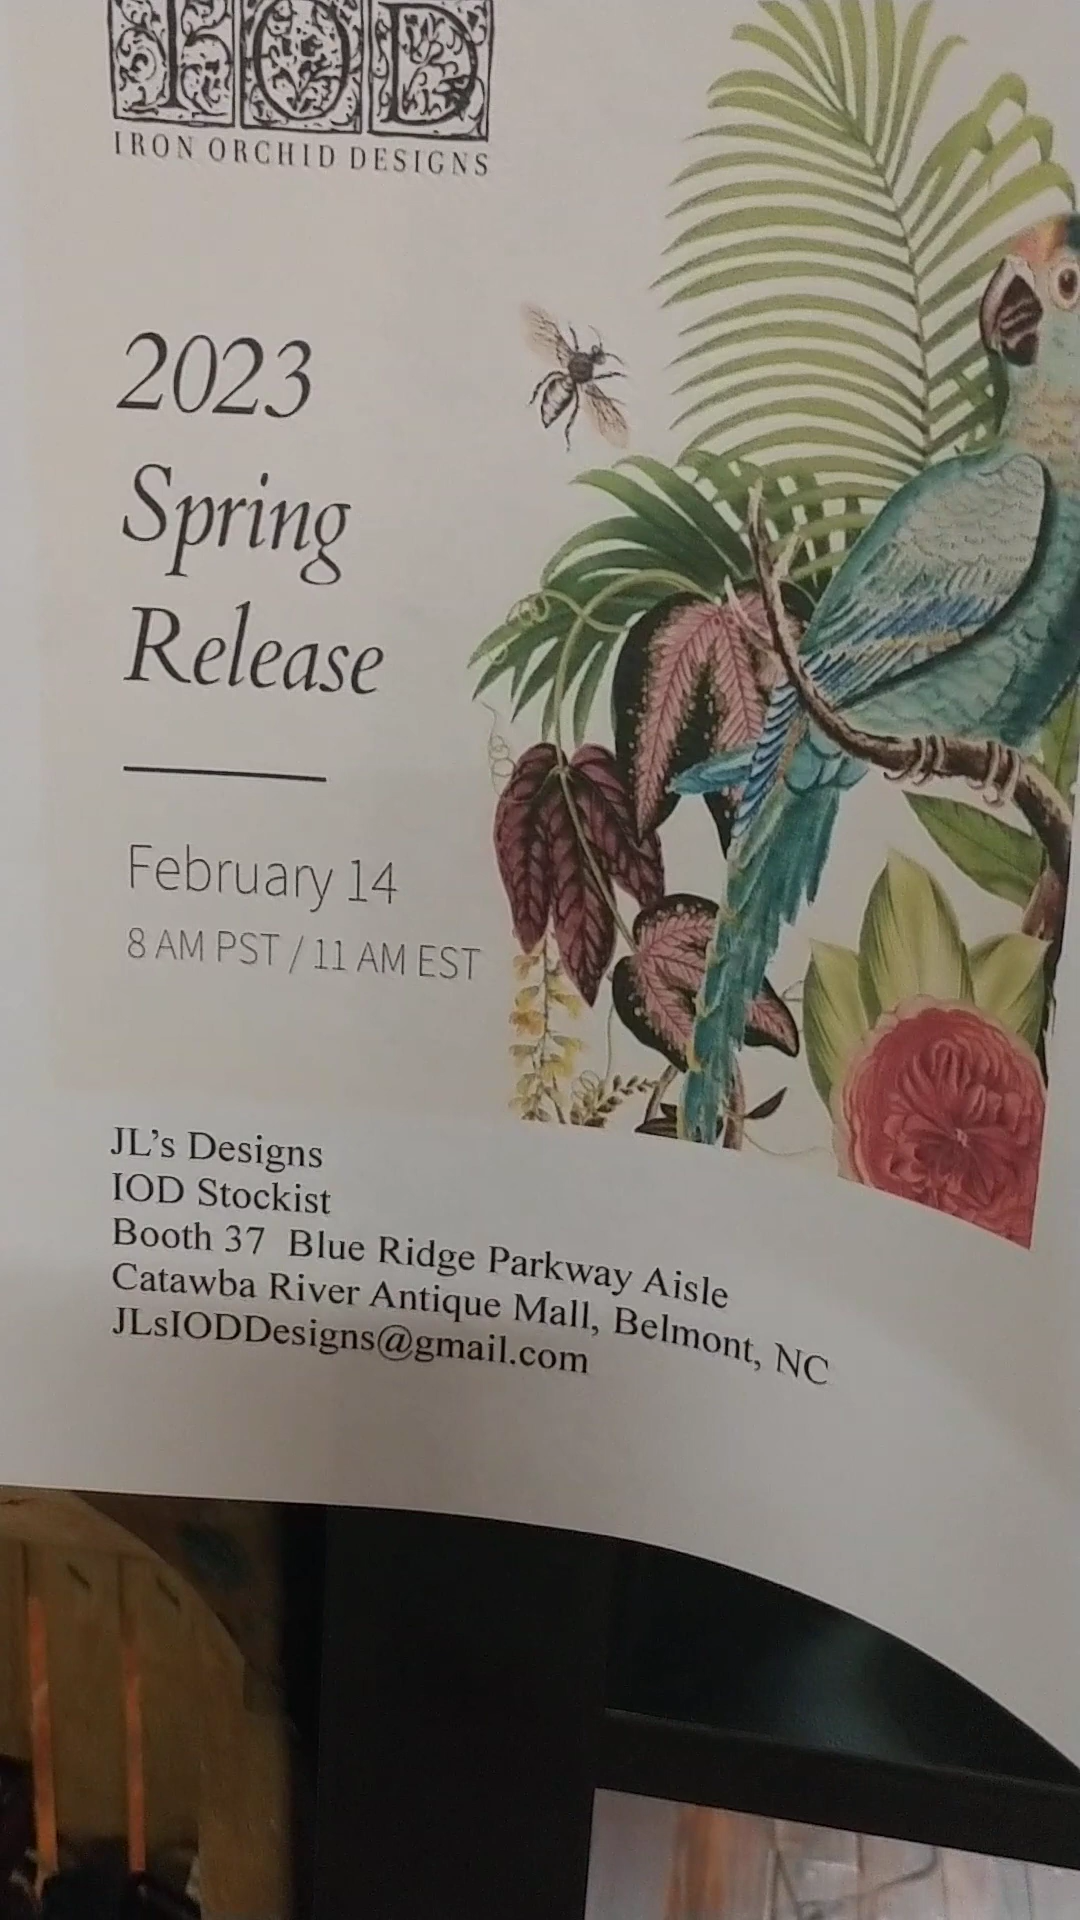 IOD
IRON ORCHID DESIGNS
2023
Spring
Release
February 14
8 AM PST / 11 AM EST
JL's Designs
IOD Stockist
Booth 37 Blue Ridge Parkway Aisle
Catawba River Antique Mall, Belmont, NC
JLsIODDesigns@gmail.com